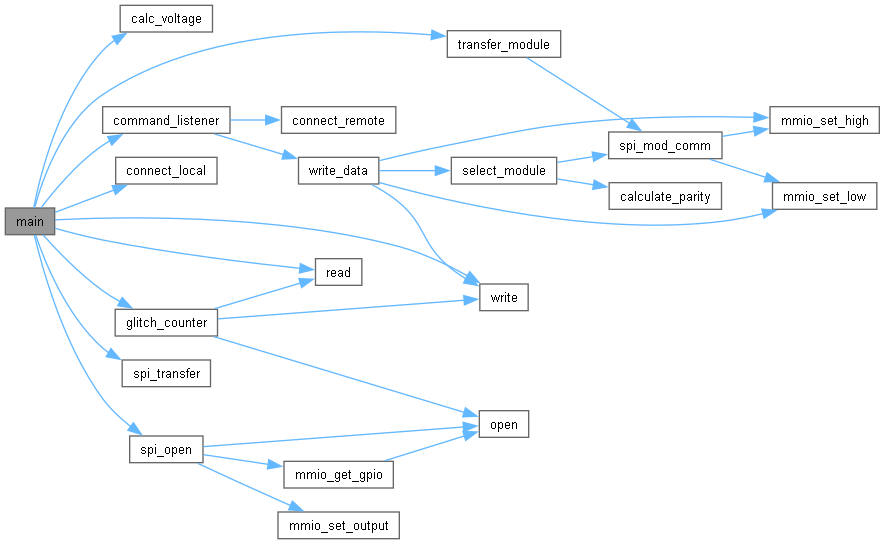 calc_voltage
transfer_module
command_listener
connect_remote
mmio_set_high
spi_mod_comm
connect_local
write_data
select_module
calculate_parity
mmio_set_low
main
read
write
glitch_counter
spi_transfer
open
spi_open
mmio_get_gpio
mmio_set_output